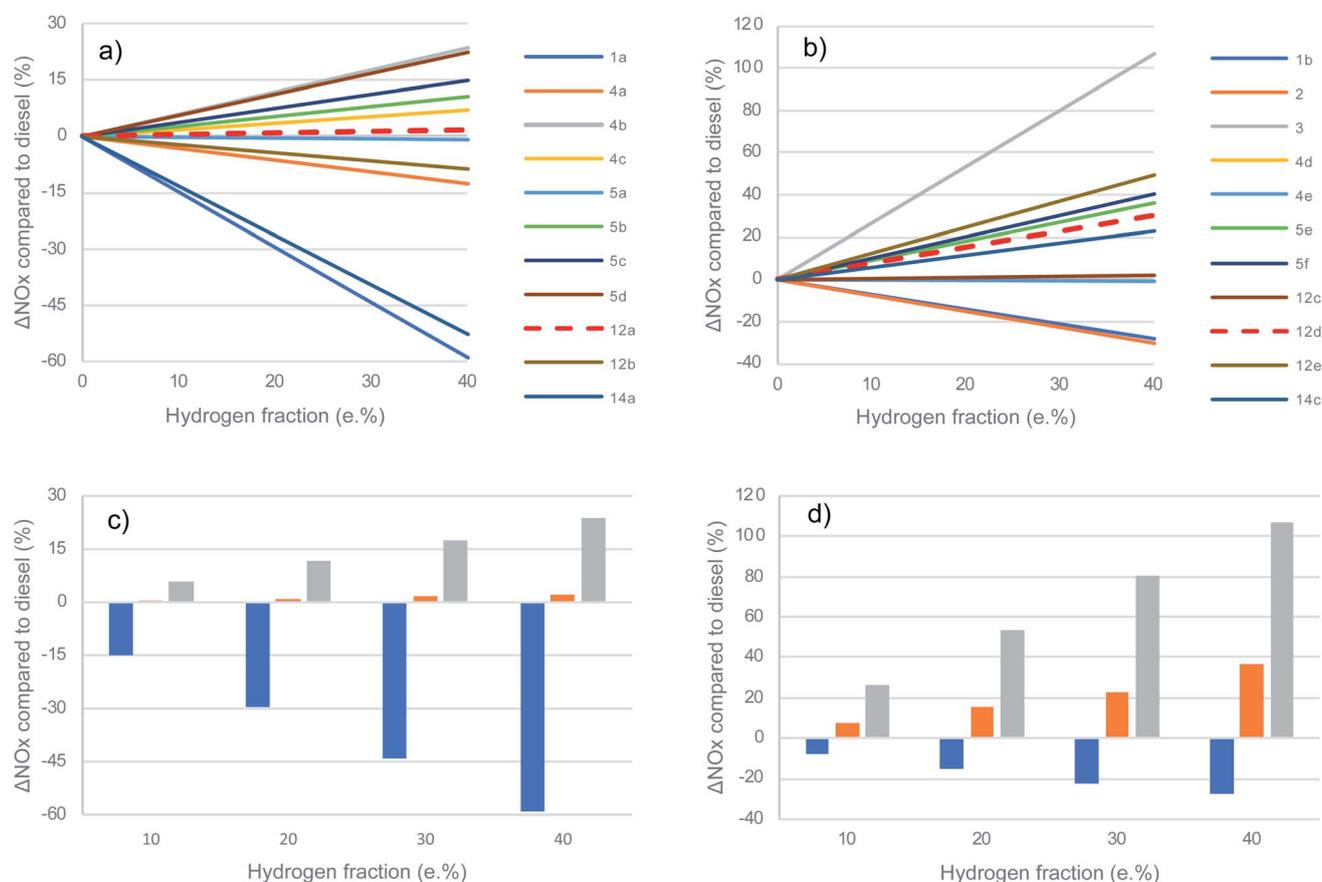 a)
ΔNOx compared to diesel (%)
30
15
0
-15
-30
-45
-60
0 10 20 30 40
Hydrogen fraction (e.%)
1a
4a
4b
4c
5a
5b
5c
5d
12a
12b
14a
b)
ΔNOx compared to diesel (%)
120
100
80
60
40
20
0
-20
-40
0 10 20 30 40
Hydrogen fraction (e.%)
1b
2
3
4d
4e
5e
5f
12c
12d
12e
14c
c)
ΔNOx compared to diesel (%)
30
15
0
-15
-30
-45
-60
10 20 30 40
Hydrogen fraction (e.%)
d)
ΔNOx compared to diesel (%)
120
100
80
60
40
20
0
-20
-40
10 20 30 40
Hydrogen fraction (e.%)